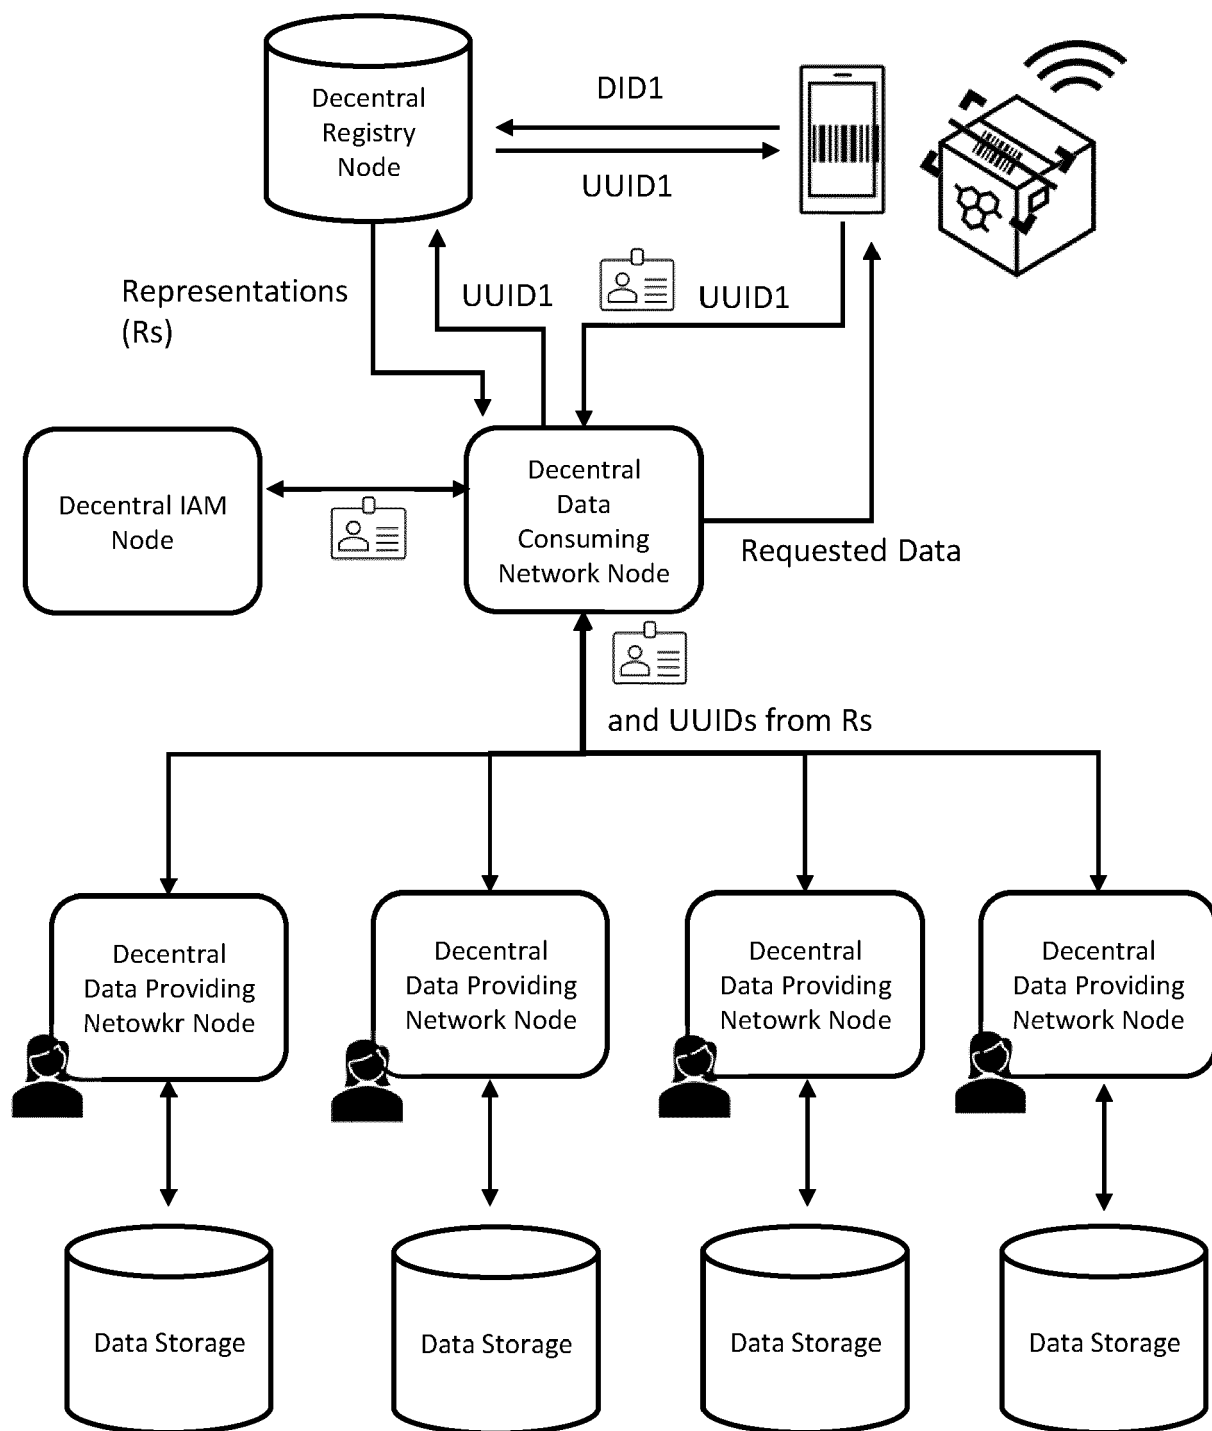 Decentral
Registry
Node
DID1
UUID1
Representations
(Rs)
UUID1
UUID1
Decentral IAM
Node
Decentral
Data
Consuming
Network Node
Requested Data
and UUIDs from Rs
Decentral
Data Providing
Netowkr Node
Decentral
Data Providing
Network Node
Decentral
Data Providing
Netowrk Node
Decentral
Data Providing
Network Node
Data Storage
Data Storage
Data Storage
Data Storage